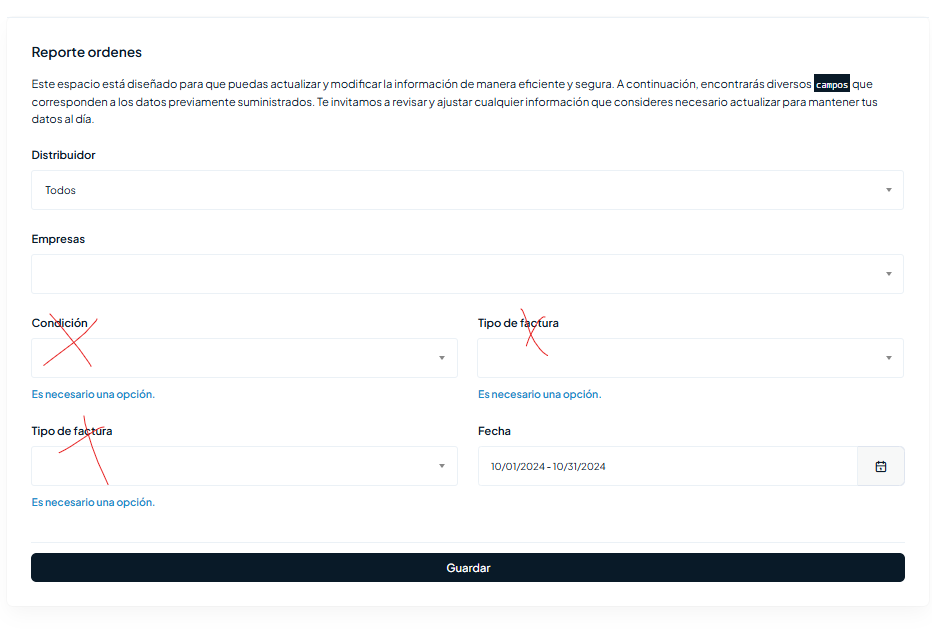 Reporte ordenes
Este espacio está diseñado para que puedas actualizar y modificar la información de manera eficiente y segura. A continuación, encontrarás diversos campos que
corresponden a los datos previamente suministrados. Te invitamos a revisar y ajustar cualquier información que consideres necesario actualizar para mantener tus
datos al día.
Distribuidor
Todos
Empresas
Condición
Tipo de factura
Es necesario una opción.
Es necesario una opción.
Tipo de factura
Fecha
10/01/2024 - 10/31/2024
Es necesario una opción.
Guardar